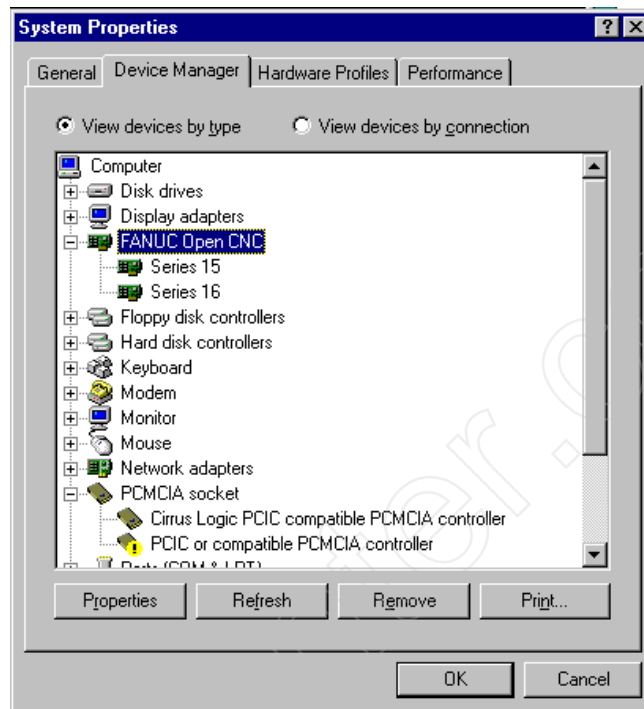 System Properties
General Device Manager Hardware Profiles Performance
View devices by type View devices by connection
Computer
Disk drives
Display adapters
FANUC Open CNC
Series 15
Series 16
Floppy disk controllers
Hard disk controllers
Keyboard
Modem
Monitor
Mouse
Network adapters
PCMCIA socket
Cirrus Logic PCIC compatible PCMCIA controller
PCIC or compatible PCMCIA controller
Ports (COM & LPT)
Properties Refresh Remove Print...
OK Cancel